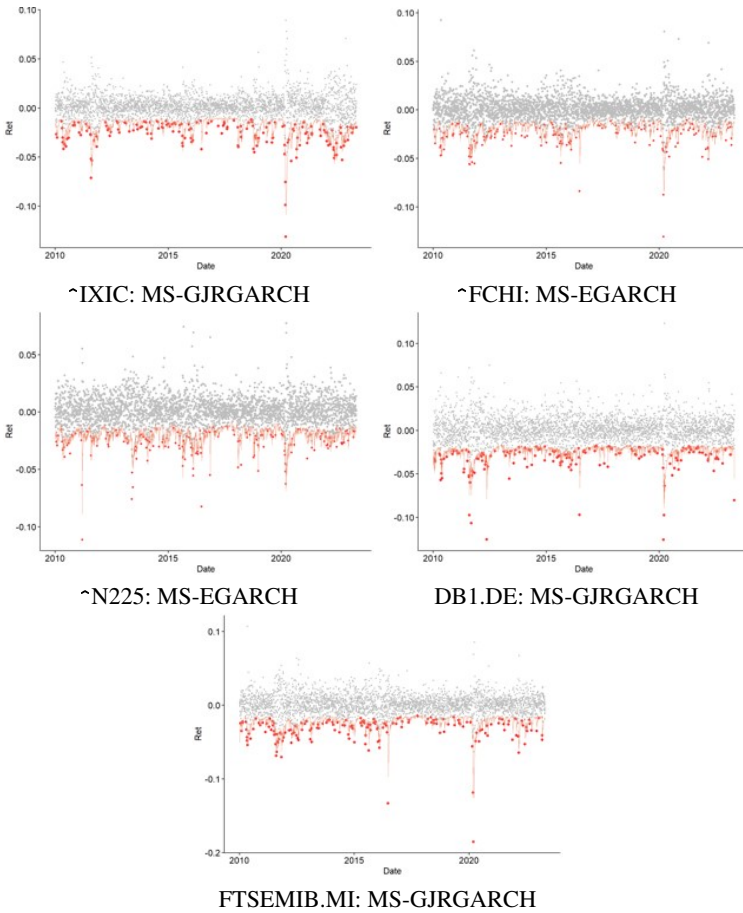 0.10
0.05
0.00
-0.05
-0.10
Ret
2010 2015 2020
Date
^IXIC: MS-GJRGARCH
0.10
0.05
0.00
-0.05
-0.10
Ret
2010 2015 2020
Date
^FCHI: MS-EGARCH
0.05
0.00
-0.05
-0.10
Ret
2010 2015 2020
Date
^N225: MS-EGARCH
0.10
0.05
0.00
-0.05
-0.10
Ret
2010 2015 2020
Date
DB1.DE: MS-GJRGARCH
0.1
0.0
-0.1
-0.2
Ret
2010 2015 2020
Date
FTSEMIB.MI: MS-GJRGARCH